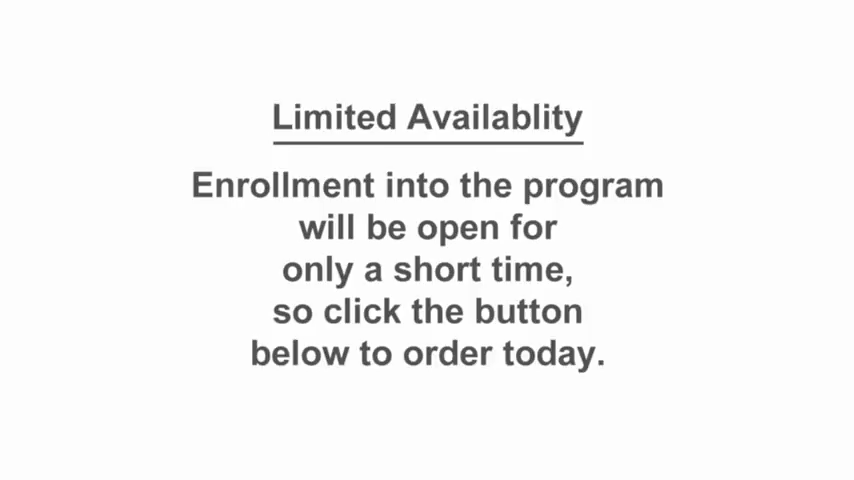 Limited Availablity
Enrollment into the program
will be open for
only a short time,
so click the button
below to order today.